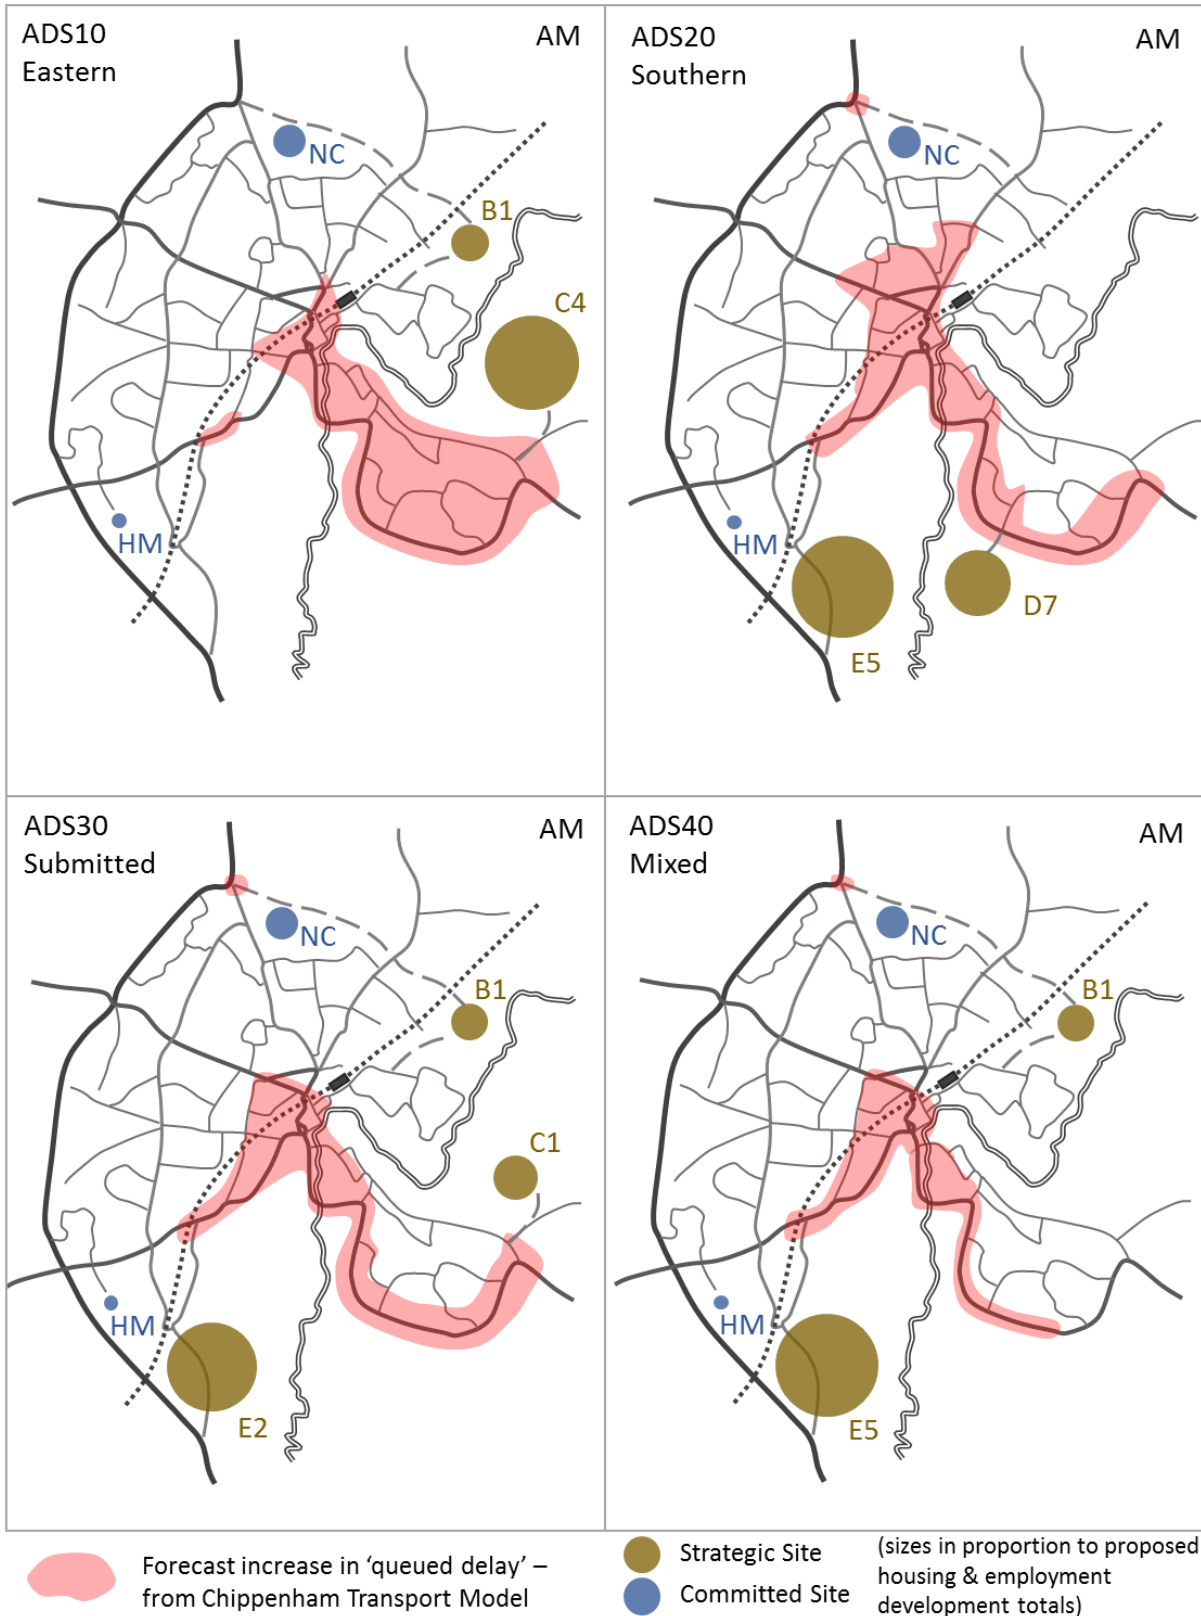 ADS10
Eastern
AM
NC
B1
C4
HM
ADS20
Southern
AM
NC
HM
E5
D7
ADS30
Submitted
AM
NC
B1
C1
HM
E2
ADS40
Mixed
AM
NC
B1
HM
E5
Forecast increase in ‘queued delay’ –
from Chippenham Transport Model
Strategic Site
Committed Site
(sizes in proportion to proposed
housing & employment
development totals)